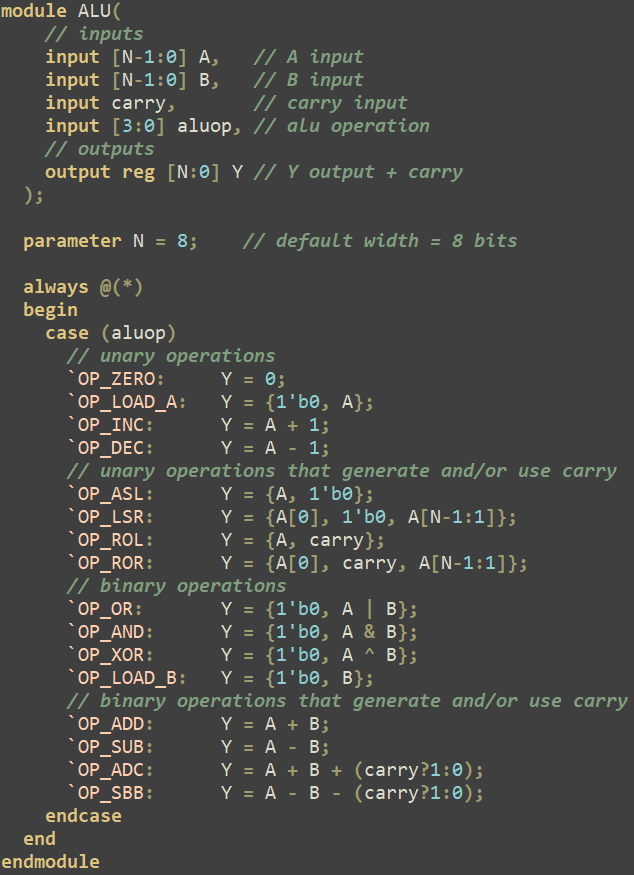 module ALU(
    // inputs
    input [N-1:0] A,   // A input
    input [N-1:0] B,   // B input
    input carry,       // carry input
    input [3:0] aluop, // alu operation
    // outputs
    output reg [N:0] Y // Y output + carry
  );

  parameter N = 8;    // default width = 8 bits

  always @(*)
  begin
    case (aluop)
      // unary operations
      `OP_ZERO:     Y = 0;
      `OP_LOAD_A:   Y = {1'b0, A};
      `OP_INC:      Y = A + 1;
      `OP_DEC:      Y = A - 1;
      // unary operations that generate and/or use carry
      `OP_ASL:      Y = {A, 1'b0};
      `OP_LSR:      Y = {A[0], 1'b0, A[N-1:1]};
      `OP_ROL:      Y = {A, carry};
      `OP_ROR:      Y = {A[0], carry, A[N-1:1]};
      // binary operations
      `OP_OR:       Y = {1'b0, A | B};
      `OP_AND:      Y = {1'b0, A & B};
      `OP_XOR:      Y = {1'b0, A ^ B};
      `OP_LOAD_B:   Y = {1'b0, B};
      // binary operations that generate and/or use carry
      `OP_ADD:      Y = A + B;
      `OP_SUB:      Y = A - B;
      `OP_ADC:      Y = A + B + (carry?1:0);
      `OP_SBB:      Y = A - B - (carry?1:0);
    endcase
  end
endmodule